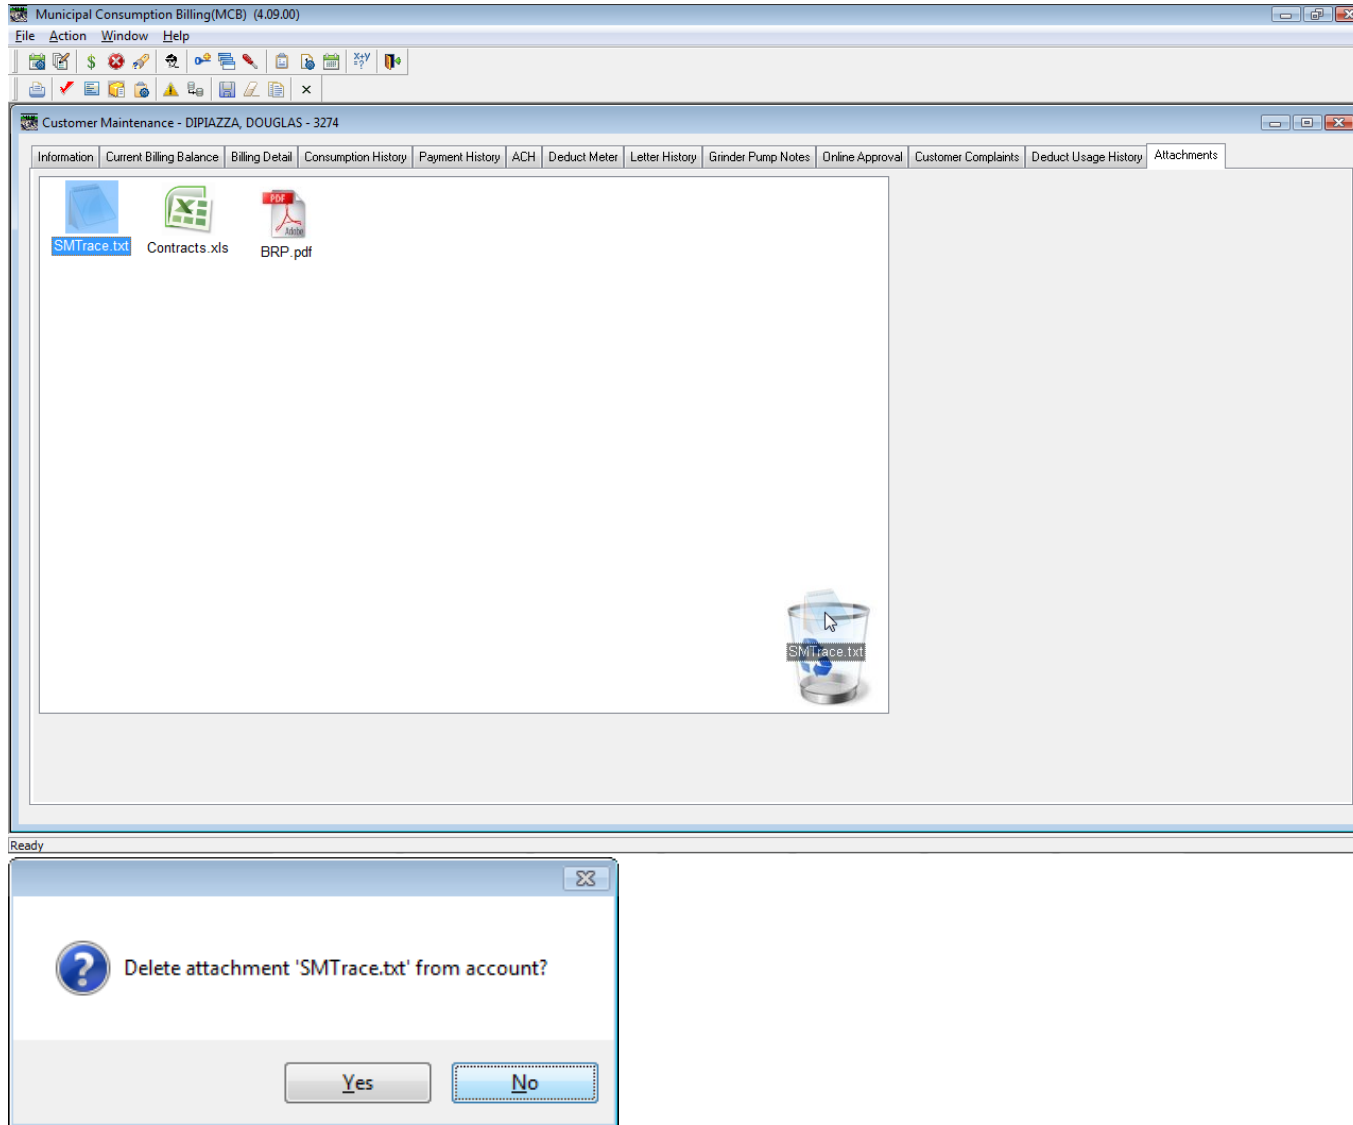 Municipal Consumption Billing(MCB) (4.09.00)
File Action Window Help
$ X+Y =?
Customer Maintenance - DIPIAZZA, DOUGLAS - 3274
Information Current Billing Balance Billing Detail Consumption History Payment History ACH Deduct Meter Letter History Grinder Pump Notes Online Approval Customer Complaints Deduct Usage History Attachments
PDF
Adobe
SMTrace.txt Contracts.xls BRP.pdf
SMTrace.txt
Ready
Delete attachment 'SMTrace.txt' from account?
Yes No